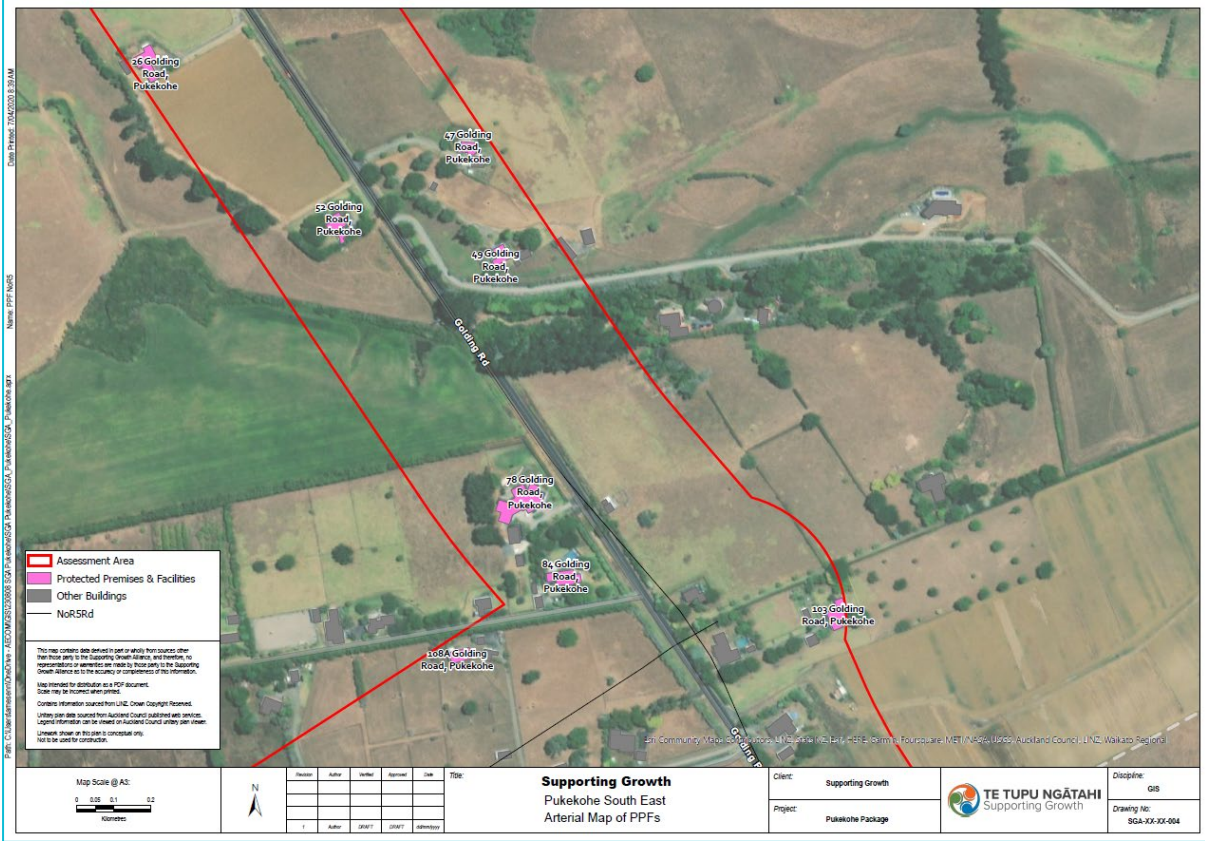 26 Golding
Road,
Pukekohe
47 Golding
Road,
Pukekohe
52 Golding
Road,
Pukekohe
49 Golding
Road,
Pukekohe
Golding Rd
78 Golding
Road,
Pukekohe
84 Golding
Road,
Pukekohe
103 Golding
Road, Pukekohe
108A Golding
Road, Pukekohe
Assessment Area
Protected Premises & Facilities
Other Buildings
NoR5Rd
This map contains data derived in part or wholly from sources other
than those party to the Supporting Growth Alliance, and therefore, no
representations or warranties are made by those party to the Supporting
Growth Alliance as to the accuracy or completeness of this information.
Map intended for distribution as a PDF document.
Scale may be incorrect when printed.
Contains information sourced from LINZ. Crown Copyright Reserved.
Unitary plan data sourced from Auckland Council published web services.
Legend information can be viewed on Auckland Council unitary plan viewer.
Linework shown on this plan is conceptual only.
Not to be used for construction.
Auckland Council, LINZ, Waikato Regional
Date Printed: 7/04/2020 8:39 AM
Name: PPF NoR5
Map Scale @ A3:
0 0.05 0.1 0.2
Kilometres
N
Revision Author Verified Approved Date
1 Author DRAFT DRAFT dd/mm/yyyy
Title:
Supporting Growth
Pukekohe South East
Arterial Map of PPFs
Client:
Supporting Growth
Project:
Pukekohe Package
TE TUPU NGĀTAHI
Supporting Growth
Discipline:
GIS
Drawing No:
SGA-XX-XX-004